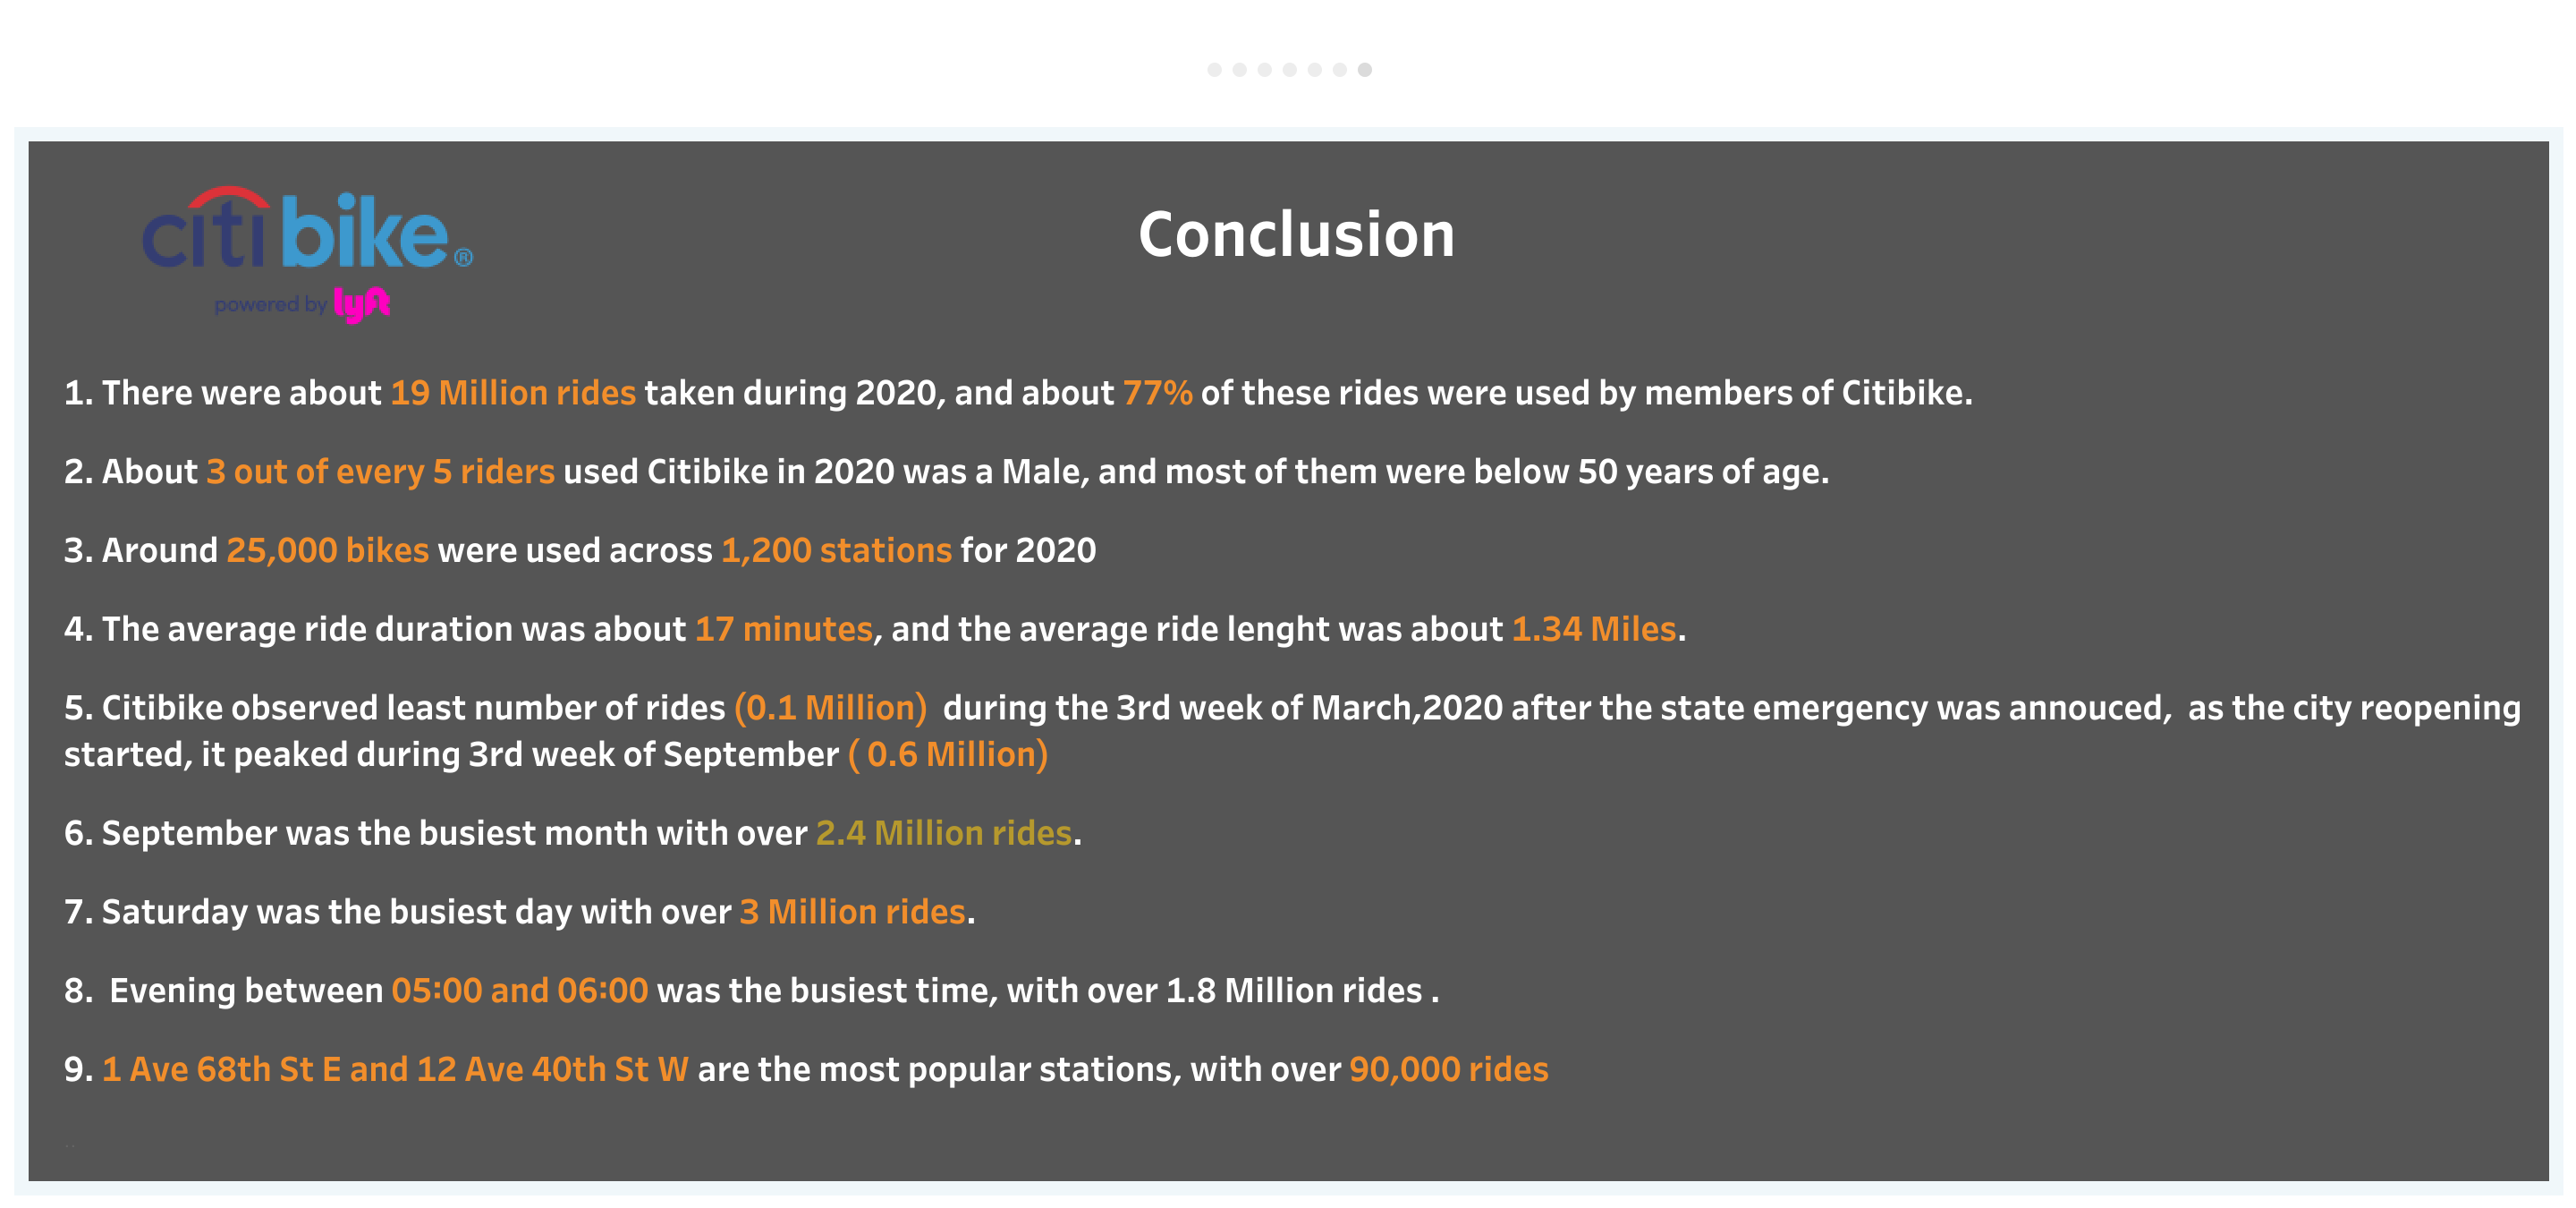 citi bike®
powered by lyft
Conclusion
1. There were about 19 Million rides taken during 2020, and about 77% of these rides were used by members of Citibike.
2. About 3 out of every 5 riders used Citibike in 2020 was a Male, and most of them were below 50 years of age.
3. Around 25,000 bikes were used across 1,200 stations for 2020
4. The average ride duration was about 17 minutes, and the average ride lenght was about 1.34 Miles.
5. Citibike observed least number of rides (0.1 Million)  during the 3rd week of March,2020 after the state emergency was annouced,  as the city reopening
started, it peaked during 3rd week of September ( 0.6 Million)
6. September was the busiest month with over 2.4 Million rides.
7. Saturday was the busiest day with over 3 Million rides.
8.  Evening between 05:00 and 06:00 was the busiest time, with over 1.8 Million rides .
9. 1 Ave 68th St E and 12 Ave 40th St W are the most popular stations, with over 90,000 rides
..